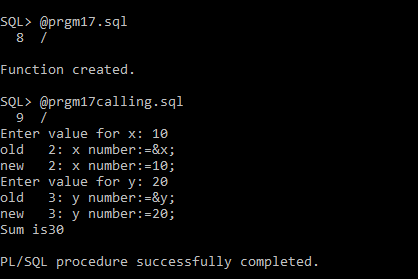 SQL> @prgm17.sql
  8  /
Function created.
SQL> @prgm17calling.sql
  9  /
Enter value for x: 10
old   2: x number:=&x;
new   2: x number:=10;
Enter value for y: 20
old   3: y number:=&y;
new   3: y number:=20;
Sum is30
PL/SQL procedure successfully completed.